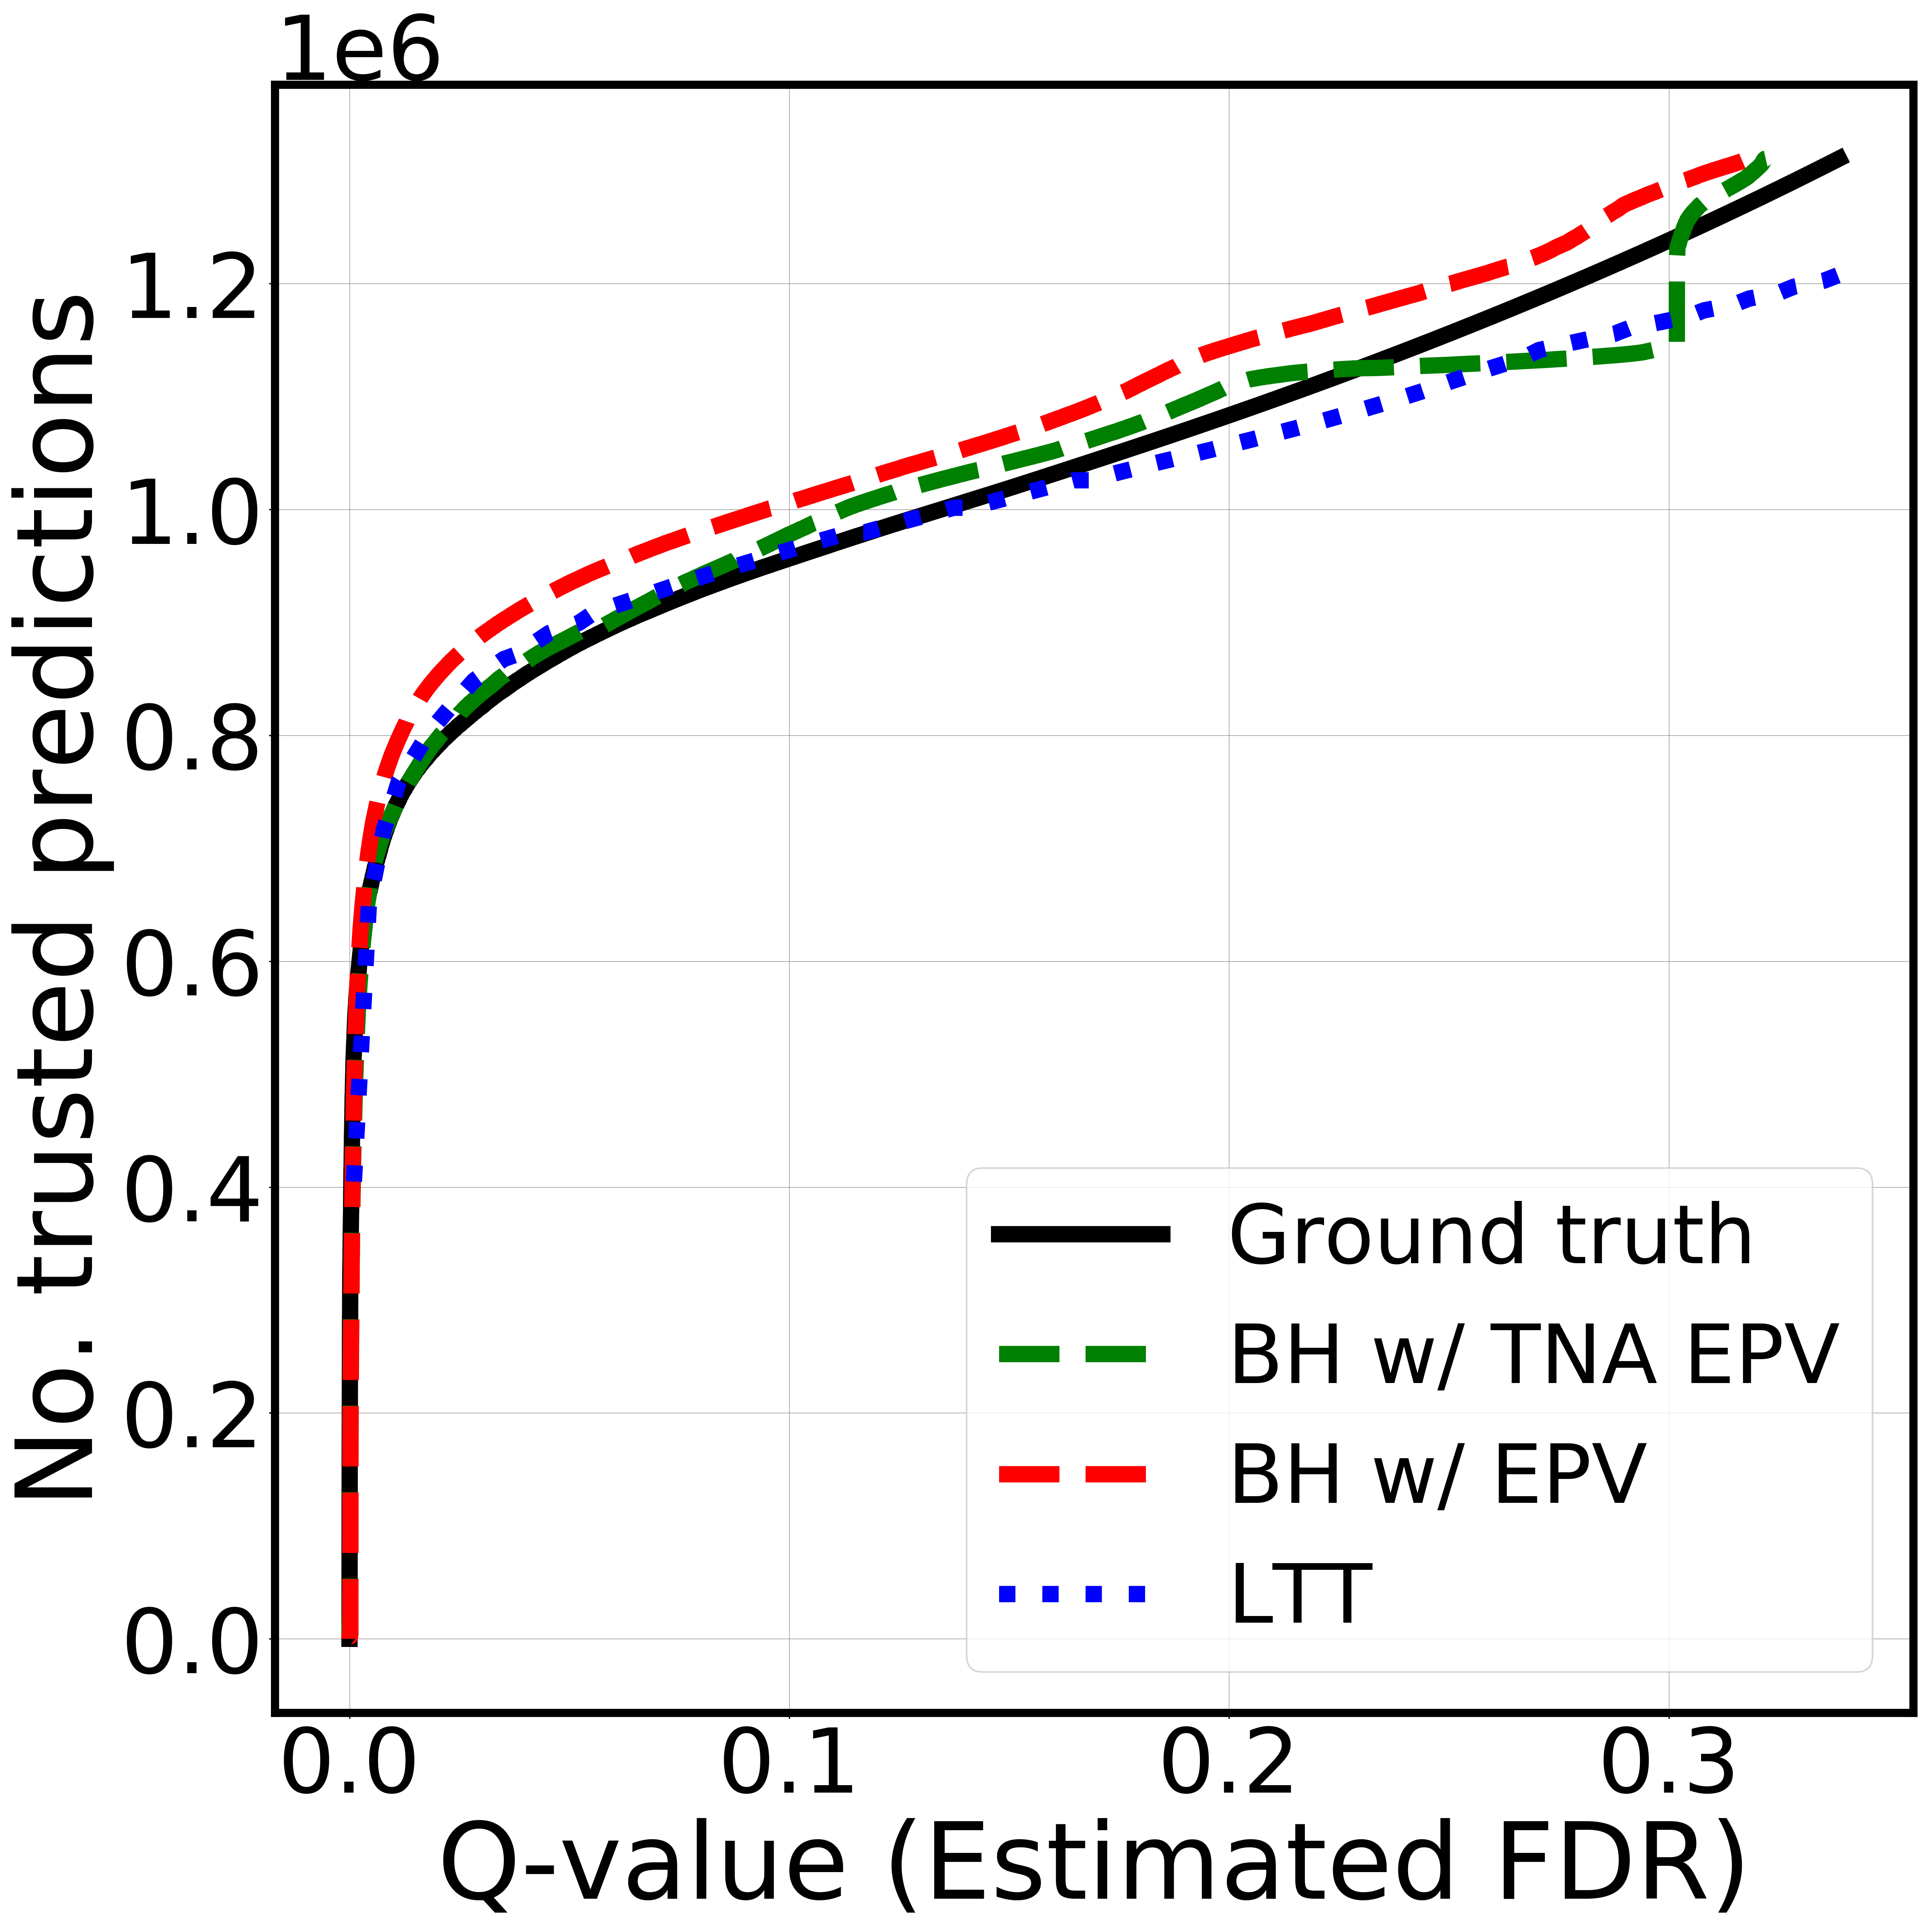 1e6
No. trusted predictions
1.2
1.0
0.8
0.6
0.4
0.2
0.0
Ground truth
BH w/ TNA EPV
BH w/ EPV
LTT
0.0 0.1 0.2 0.3
Q-value (Estimated FDR)